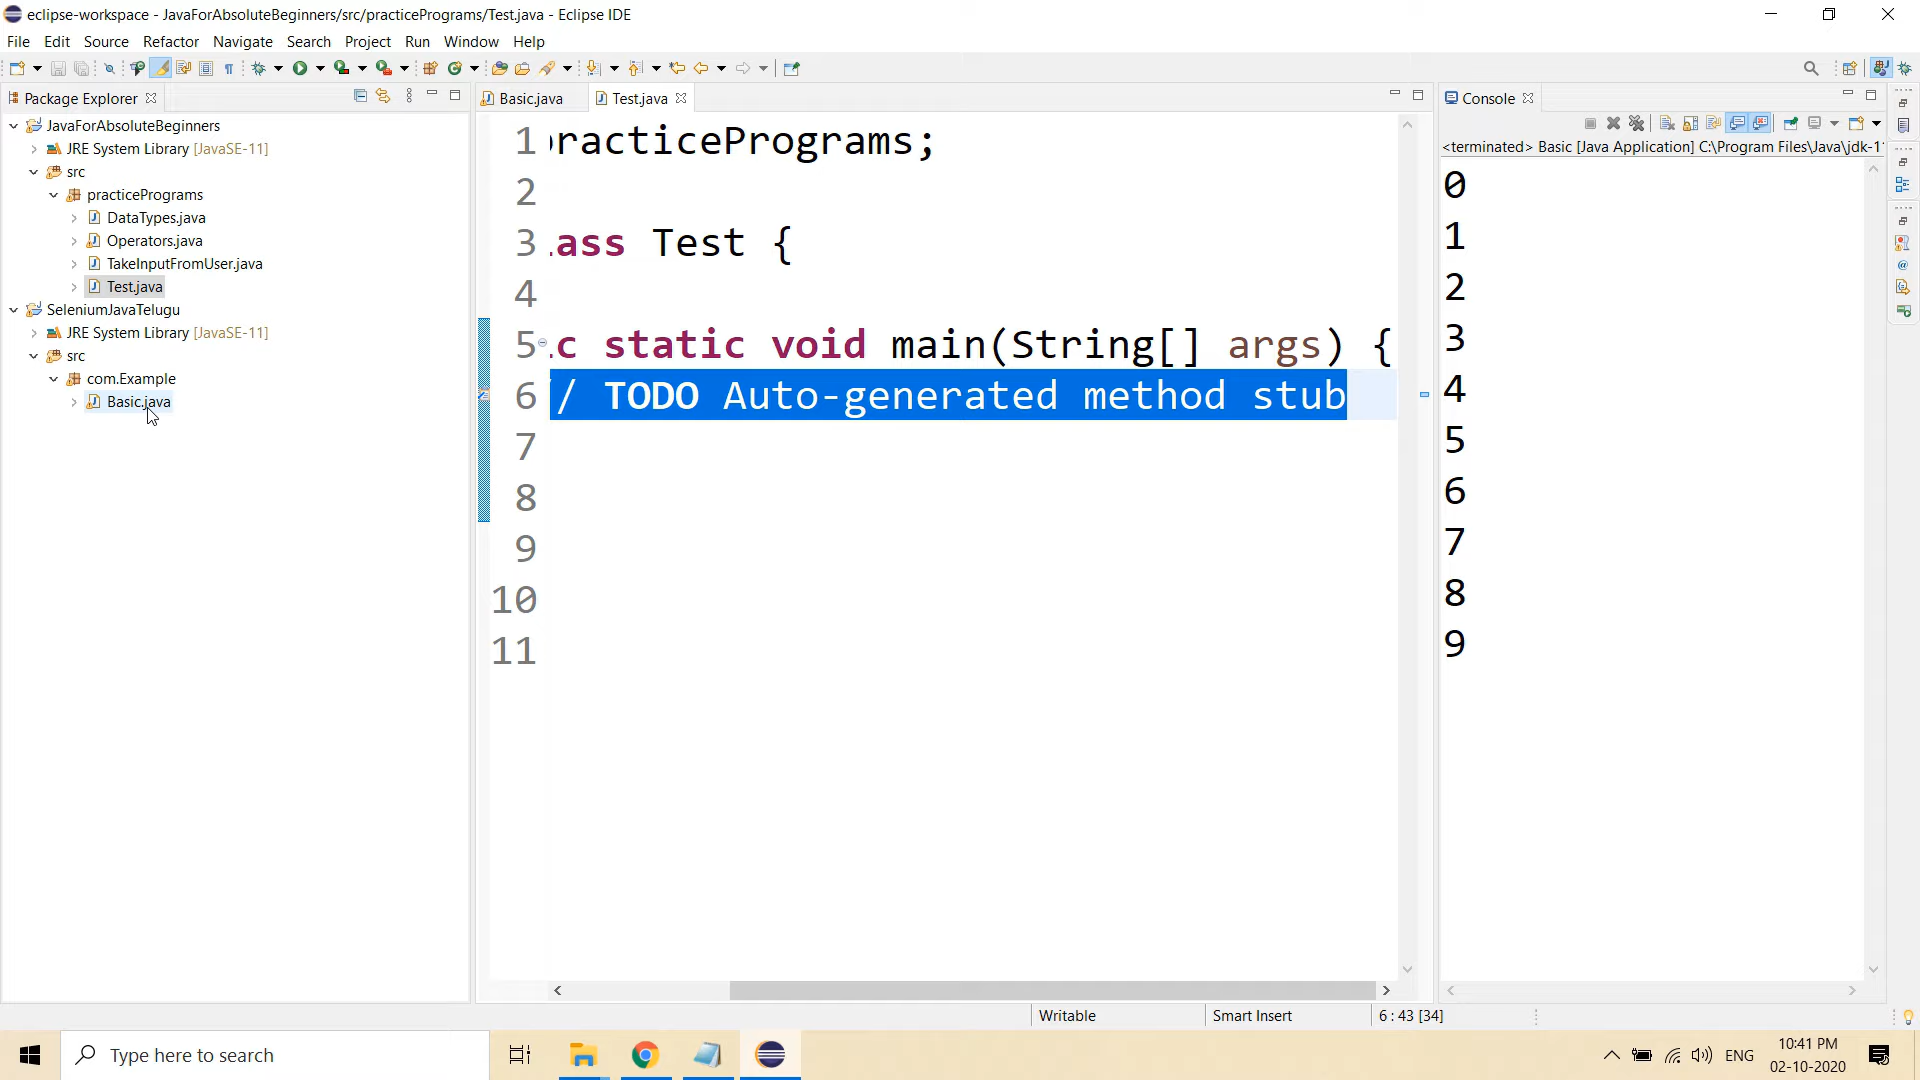 eclipse-workspace - JavaForAbsoluteBeginners/src/practicePrograms/Test.java - Eclipse IDE
File Edit Source Refactor Navigate Search Project Run Window Help
Package Explorer
JavaForAbsoluteBeginners
JRE System Library [JavaSE-11]
src
practicePrograms
DataTypes.java
Operators.java
TakeInputFromUser.java
Test.java
SeleniumJavaTelugu
JRE System Library [JavaSE-11]
src
com.Example
Basic.java
Basic.java Test.java
1 racticePrograms;
2
3 ass Test {
4
5 c static void main(String[] args) {
6 / TODO Auto-generated method stub
7
8
9
10
11
Console
<terminated> Basic [Java Application] C:\Program Files\Java\jdk-1
0
1
2
3
4
5
6
7
8
9
Writable Smart Insert 6 : 43 [34]
Type here to search
ENG
10:41 PM
02-10-2020